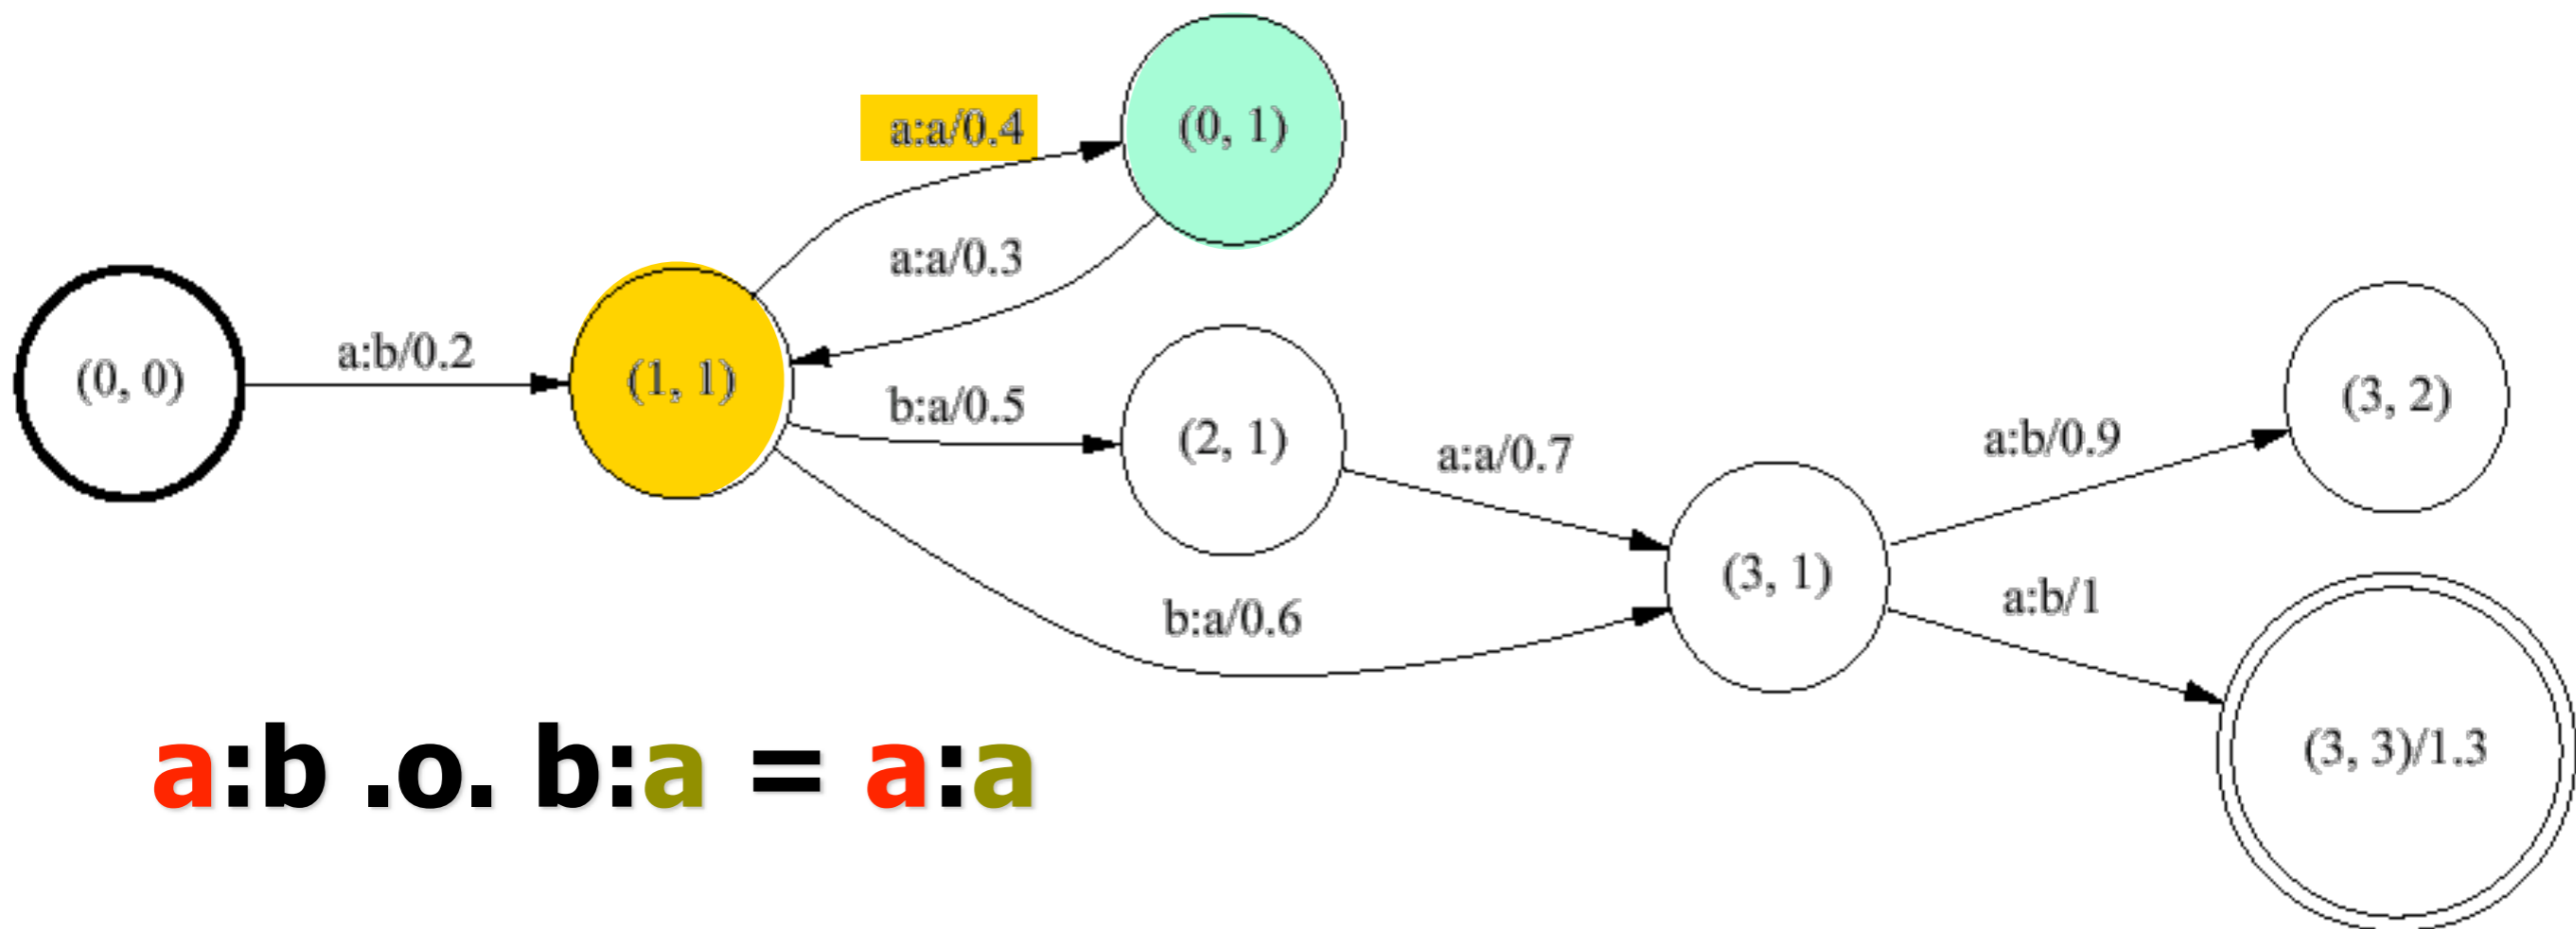 a:a/0.4
(0, 1)
a:a/0.3
(0, 0)
a:b/0.2
(1, 1)
b:a/0.5
(2, 1)
a:a/0.7
a:b/0.9
(3, 2)
(3, 1)
b:a/0.6
a:b/1
(3, 3)/1.3
a:b .o. b:a = a:a